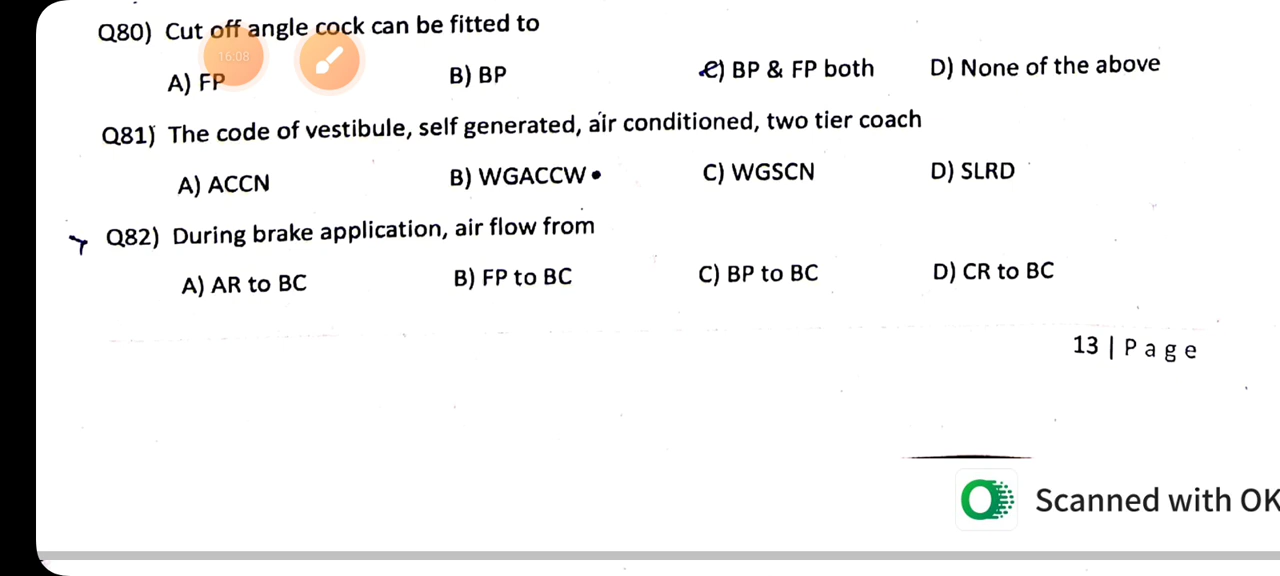 Q80) Cut off angle cock can be fitted to
16:08
A) FP B) BP C) BP & FP both D) None of the above
Q81) The code of vestibule, self generated, air conditioned, two tier coach
A) ACCN B) WGACCW C) WGSCN D) SLRD
Q82) During brake application, air flow from
A) AR to BC B) FP to BC C) BP to BC D) CR to BC
13 | P a g e
Scanned with OK